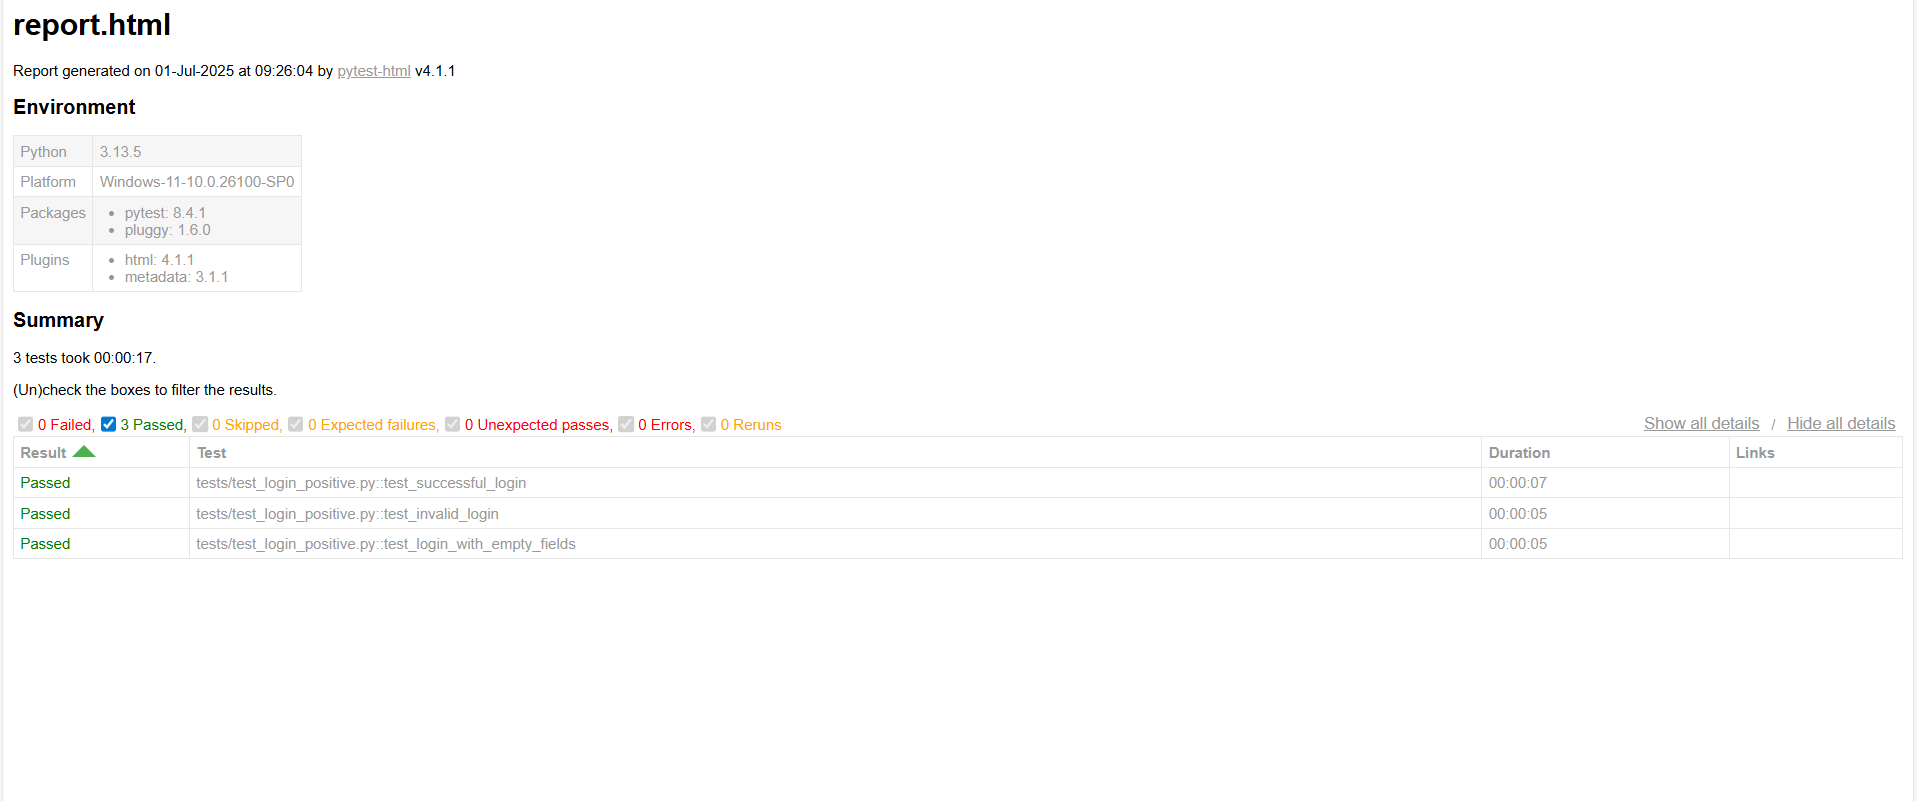 report.html
Report generated on 01-Jul-2025 at 09:26:04 by pytest-html v4.1.1
Environment
Python 3.13.5
Platform Windows-11-10.0.26100-SP0
Packages • pytest: 8.4.1
• pluggy: 1.6.0
Plugins • html: 4.1.1
• metadata: 3.1.1
Summary
3 tests took 00:00:17.
(Un)check the boxes to filter the results.
0 Failed, 3 Passed, 0 Skipped, 0 Expected failures, 0 Unexpected passes, 0 Errors, 0 Reruns Show all details / Hide all details
Result Test Duration Links
Passed tests/test_login_positive.py::test_successful_login 00:00:07
Passed tests/test_login_positive.py::test_invalid_login 00:00:05
Passed tests/test_login_positive.py::test_login_with_empty_fields 00:00:05